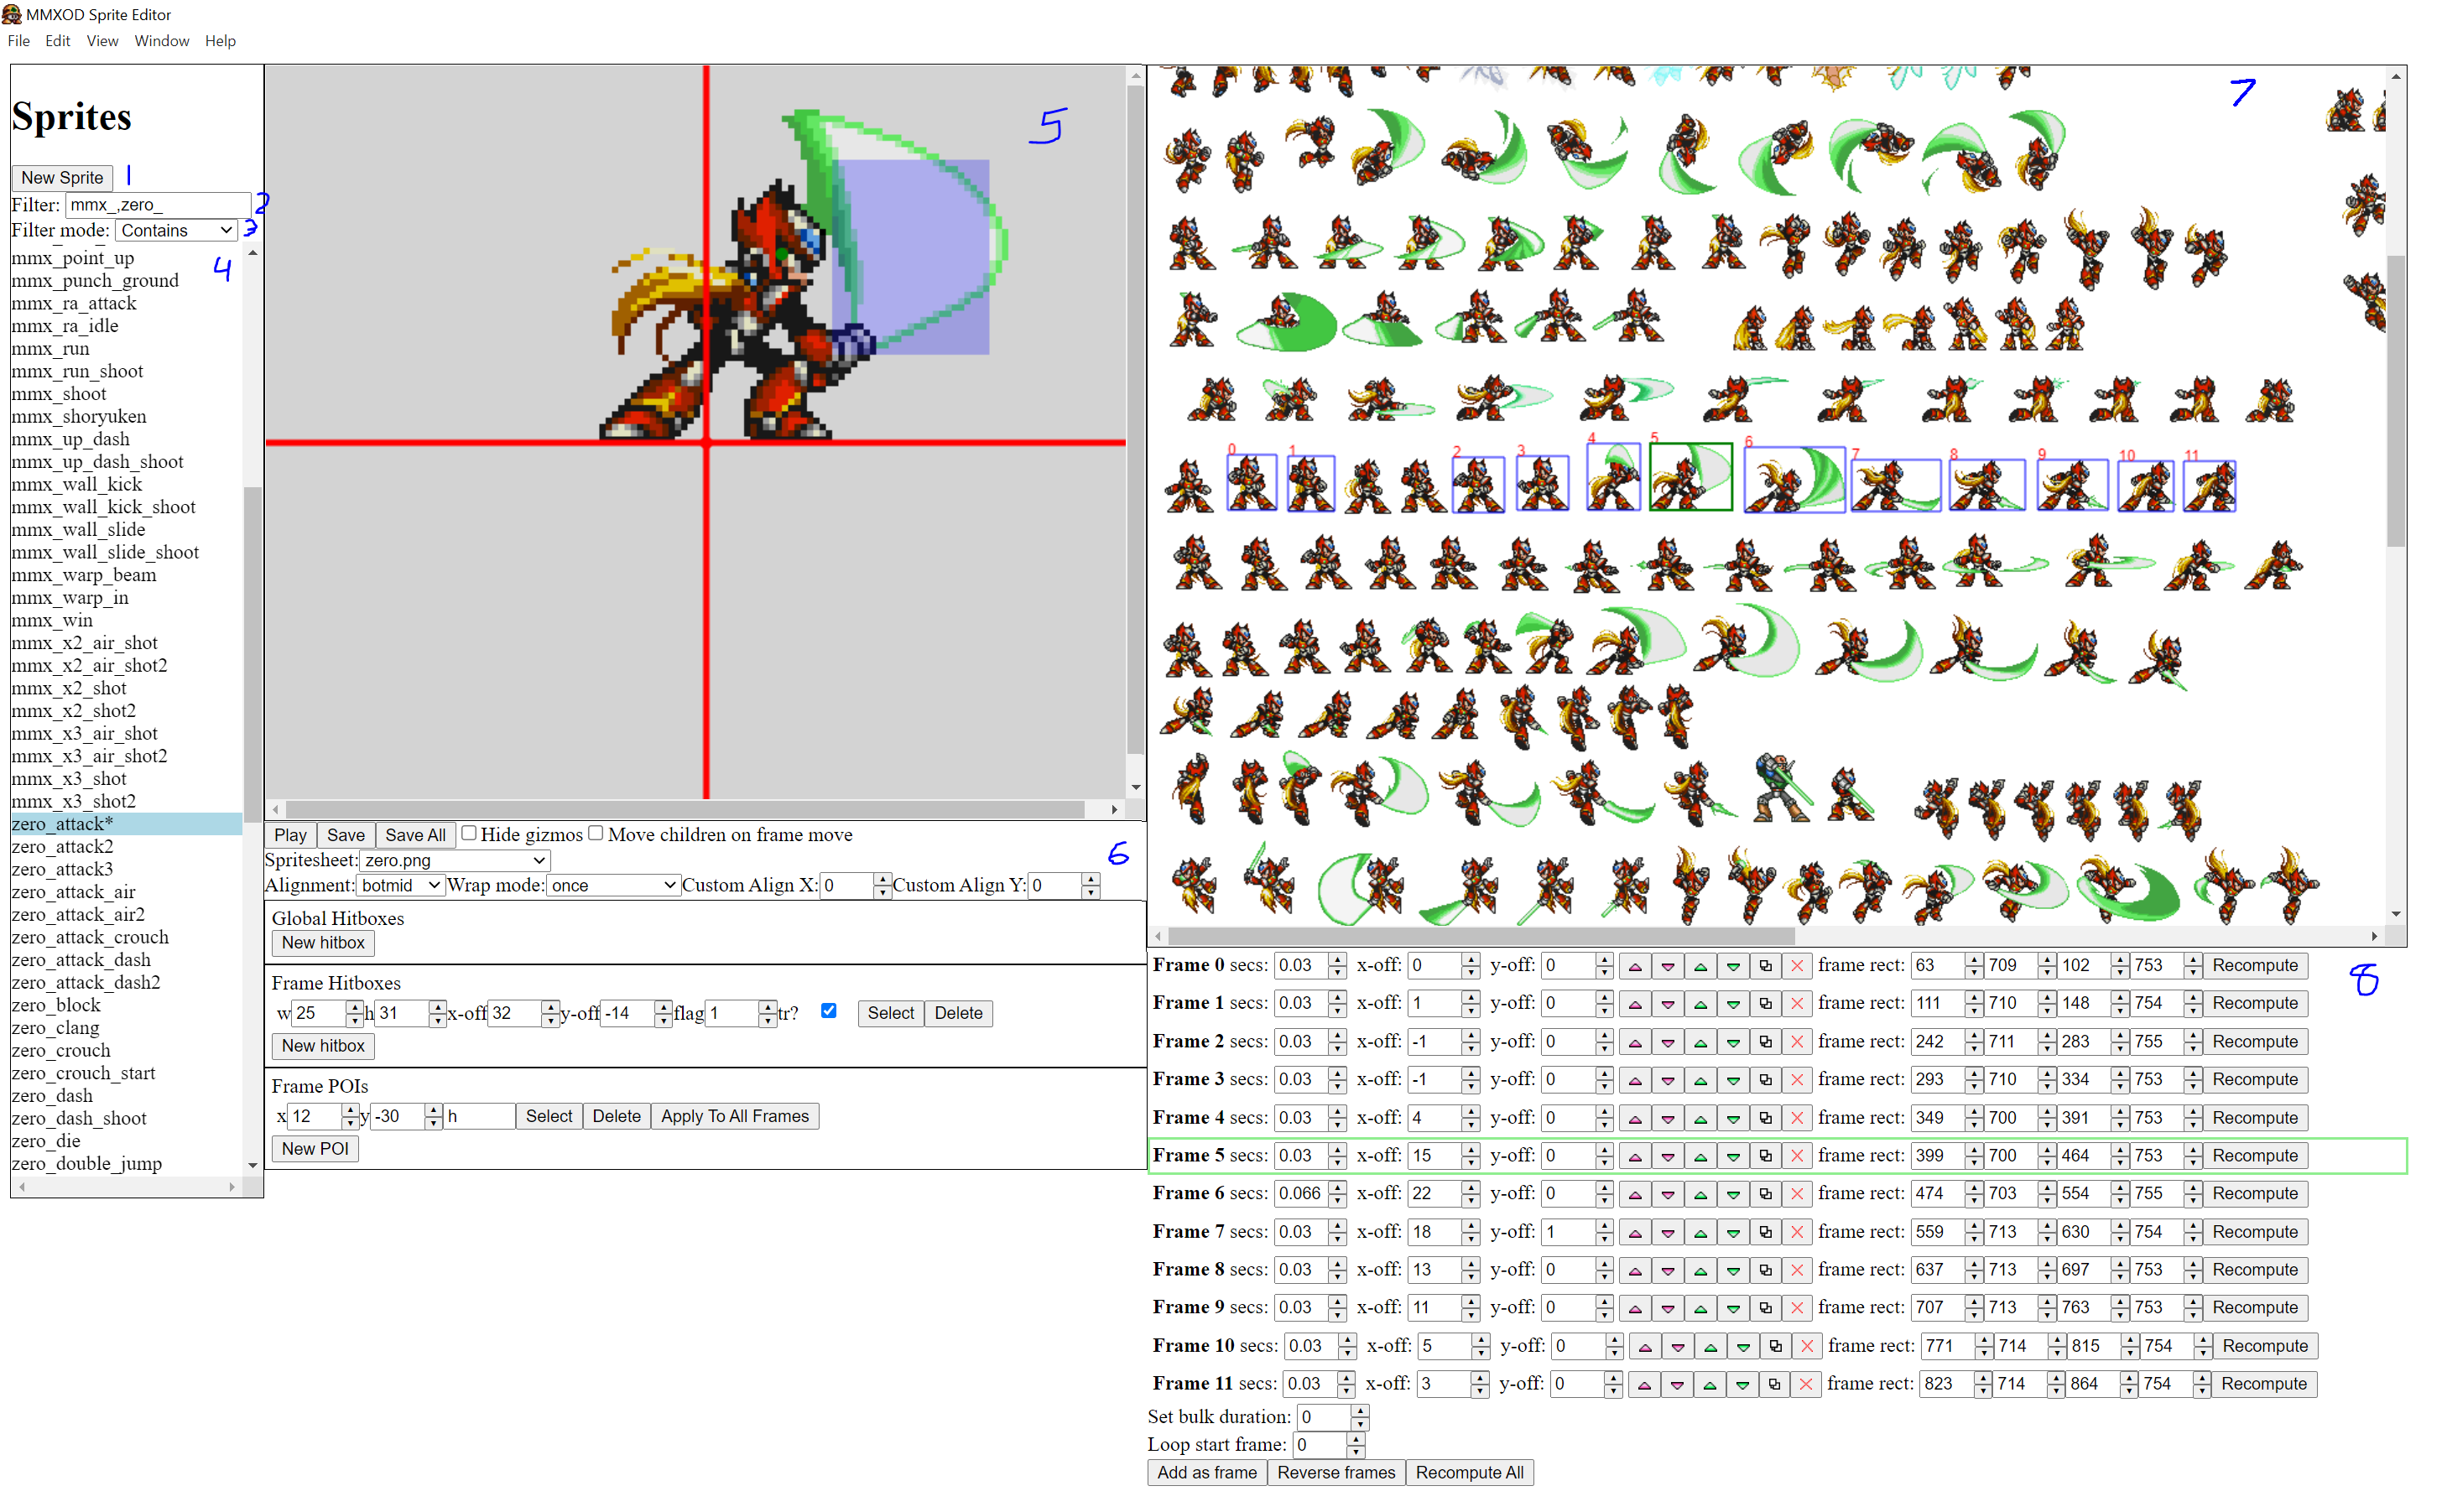 MMXOD Sprite Editor
File Edit View Window Help
Sprites
New Sprite 1
Filter: mmx_,zero_ 2
Filter mode: Contains 3
4
mmx_point_up
mmx_punch_ground
mmx_ra_attack
mmx_ra_idle
mmx_run
mmx_run_shoot
mmx_shoot
mmx_shoryuken
mmx_up_dash
mmx_up_dash_shoot
mmx_wall_kick
mmx_wall_kick_shoot
mmx_wall_slide
mmx_wall_slide_shoot
mmx_warp_beam
mmx_warp_in
mmx_win
mmx_x2_air_shot
mmx_x2_air_shot2
mmx_x2_shot
mmx_x2_shot2
mmx_x3_air_shot
mmx_x3_air_shot2
mmx_x3_shot
mmx_x3_shot2
zero_attack*
zero_attack2
zero_attack3
zero_attack_air
zero_attack_air2
zero_attack_crouch
zero_attack_dash
zero_attack_dash2
zero_block
zero_clang
zero_crouch
zero_crouch_start
zero_dash
zero_dash_shoot
zero_die
zero_double_jump
5
Play Save Save All Hide gizmos Move children on frame move
6
Spritesheet: zero.png
Alignment: botmid Wrap mode: once Custom Align X: 0 Custom Align Y: 0
Global Hitboxes
New hitbox
Frame Hitboxes
w 25 h 31 x-off 32 y-off -14 flag 1 tr? Select Delete
New hitbox
Frame POIs
x 12 y -30 h Select Delete Apply To All Frames
New POI
7
0 1 2 3 4 5 6 7 8 9 10 11
8
Frame 0 secs: 0.03 x-off: 0 y-off: 0 frame rect: 63 709 102 753 Recompute
Frame 1 secs: 0.03 x-off: 1 y-off: 0 frame rect: 111 710 148 754 Recompute
Frame 2 secs: 0.03 x-off: -1 y-off: 0 frame rect: 242 711 283 755 Recompute
Frame 3 secs: 0.03 x-off: -1 y-off: 0 frame rect: 293 710 334 753 Recompute
Frame 4 secs: 0.03 x-off: 4 y-off: 0 frame rect: 349 700 391 753 Recompute
Frame 5 secs: 0.03 x-off: 15 y-off: 0 frame rect: 399 700 464 753 Recompute
Frame 6 secs: 0.066 x-off: 22 y-off: 0 frame rect: 474 703 554 755 Recompute
Frame 7 secs: 0.03 x-off: 18 y-off: 1 frame rect: 559 713 630 754 Recompute
Frame 8 secs: 0.03 x-off: 13 y-off: 0 frame rect: 637 713 697 753 Recompute
Frame 9 secs: 0.03 x-off: 11 y-off: 0 frame rect: 707 713 763 753 Recompute
Frame 10 secs: 0.03 x-off: 5 y-off: 0 frame rect: 771 714 815 754 Recompute
Frame 11 secs: 0.03 x-off: 3 y-off: 0 frame rect: 823 714 864 754 Recompute
Set bulk duration: 0
Loop start frame: 0
Add as frame Reverse frames Recompute All